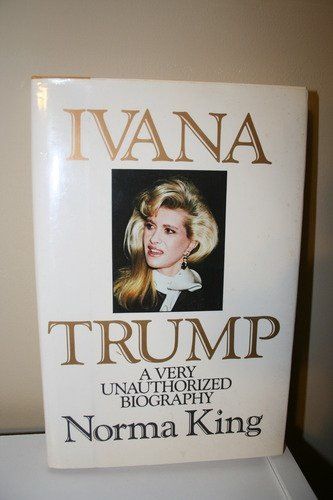 IVANA
TRUMP
A VERY
UNAUTHORIZED
BIOGRAPHY
Norma King